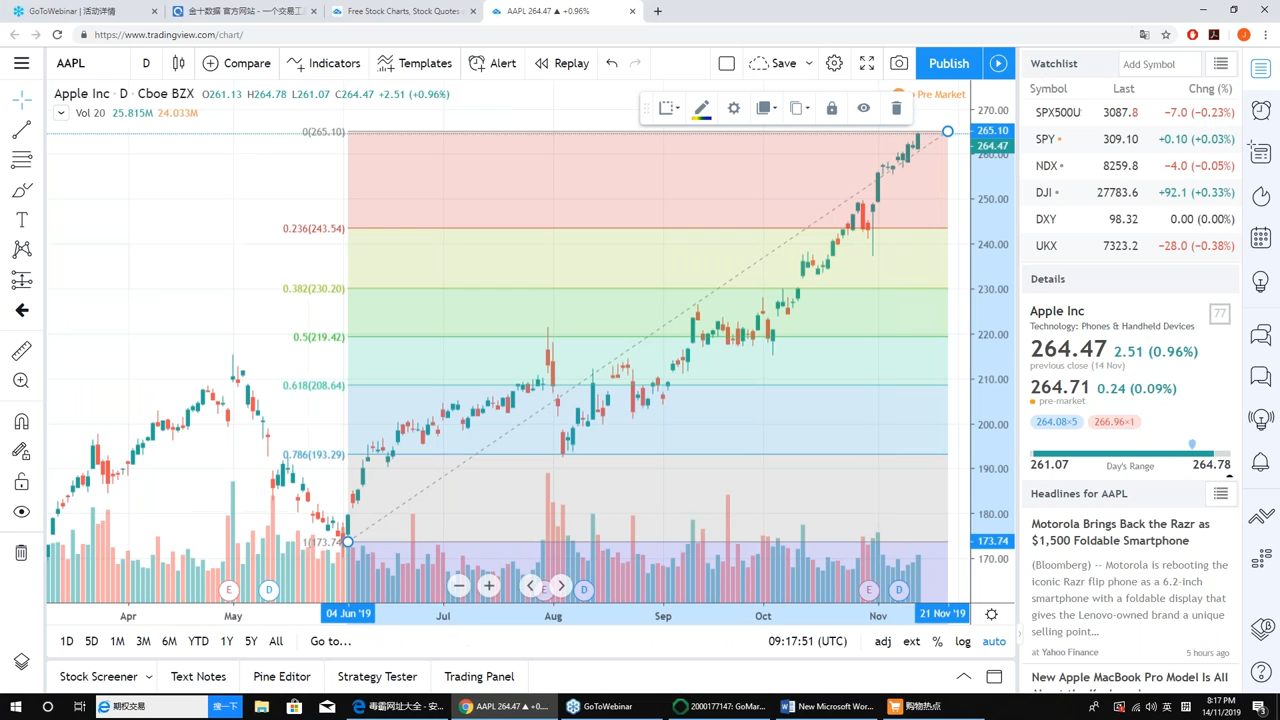 GoToWebinar | 活动详情
金十数据 官方网站 - 一个交易工
Free Stock Charts, Stock Quotes
AAPL 264.47 ▲ +0.96%
https://www.tradingview.com/chart/
AAPL D Compare Indicators Templates Alert Replay Save Publish
Watchlist
Add Symbol
Apple Inc · D · Cboe BZX O261.13 H264.78 L261.07 C264.47 +2.51 (+0.96%)
Pre Market
Vol 20 25.815M 24.033M
Symbol Last Chng (%)
SPX500U 3087.8 −7.0 (−0.23%)
SPY 309.10 +0.10 (+0.03%)
NDX 8259.8 −4.0 (−0.05%)
DJI 27783.6 +92.1 (+0.33%)
DXY 98.32 0.00 (0.00%)
UKX 7323.2 −28.0 (−0.38%)
0(265.10)
0.236(243.54)
0.382(230.20)
0.5(219.42)
0.618(208.64)
0.786(193.29)
1(173.74)
270.00
265.10
264.47
260.00
250.00
240.00
230.00
220.00
210.00
200.00
190.00
180.00
173.74
170.00
E D E D E D
Apr May 04 Jun '19 Jul Aug Sep Oct Nov 21 Nov '19
Details
Apple Inc
77
Technology: Phones & Handheld Devices
264.47 2.51 (0.96%)
previous close (14 Nov)
264.71 0.24 (0.09%)
pre-market
264.08×5 266.96×1
261.07 Day's Range 264.78
Headlines for AAPL
Motorola Brings Back the Razr as
$1,500 Foldable Smartphone
(Bloomberg) -- Motorola is rebooting the
iconic Razr flip phone as a 6.2-inch
smartphone with a foldable display that
gives the Lenovo-owned brand a unique
selling point...
at Yahoo Finance 5 hours ago
New Apple MacBook Pro Model Is All
1D 5D 1M 3M 6M YTD 1Y 5Y All Go to...
09:17:51 (UTC) adj ext % log auto
Stock Screener Text Notes Pine Editor Strategy Tester Trading Panel
期权交易 搜一下
毒霸网址大全 - 安...
AAPL 264.47 ▲ +0...
GoToWebinar
2000177147: GoMar...
New Microsoft Wor...
购物热点
8:17 PM
14/11/2019